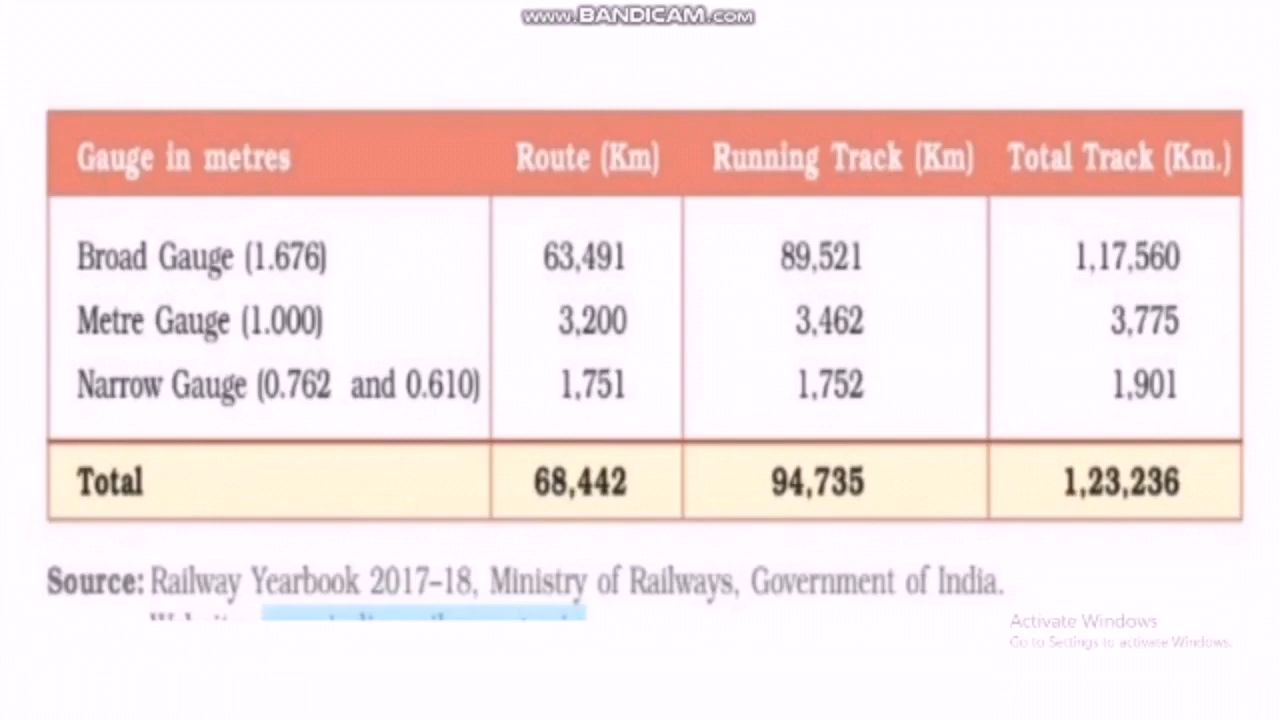 www.BANDICAM.com
Gauge in metres Route (Km) Running Track (Km) Total Track (Km.)
Broad Gauge (1.676) 63,491 89,521 1,17,560
Metre Gauge (1.000) 3,200 3,462 3,775
Narrow Gauge (0.762 and 0.610) 1,751 1,752 1,901
Total 68,442 94,735 1,23,236
Source: Railway Yearbook 2017–18, Ministry of Railways, Government of India.
Activate Windows
Go to Settings to activate Windows.